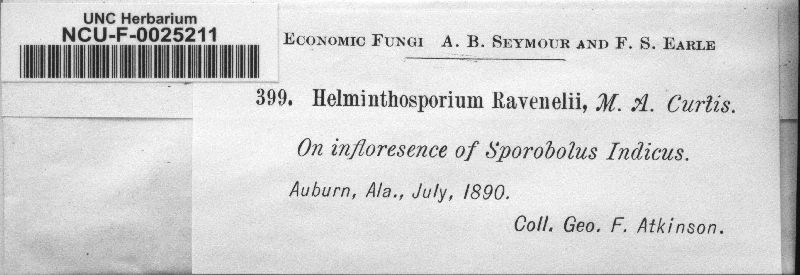 UNC Herbarium
NCU-F-0025211
Economic Fungi A. B. Seymour and F. S. Earle
399. Helminthosporium Ravenelii, M. A. Curtis.
On infloresence of Sporobolus Indicus.
Auburn, Ala., July, 1890.
Coll. Geo. F. Atkinson.